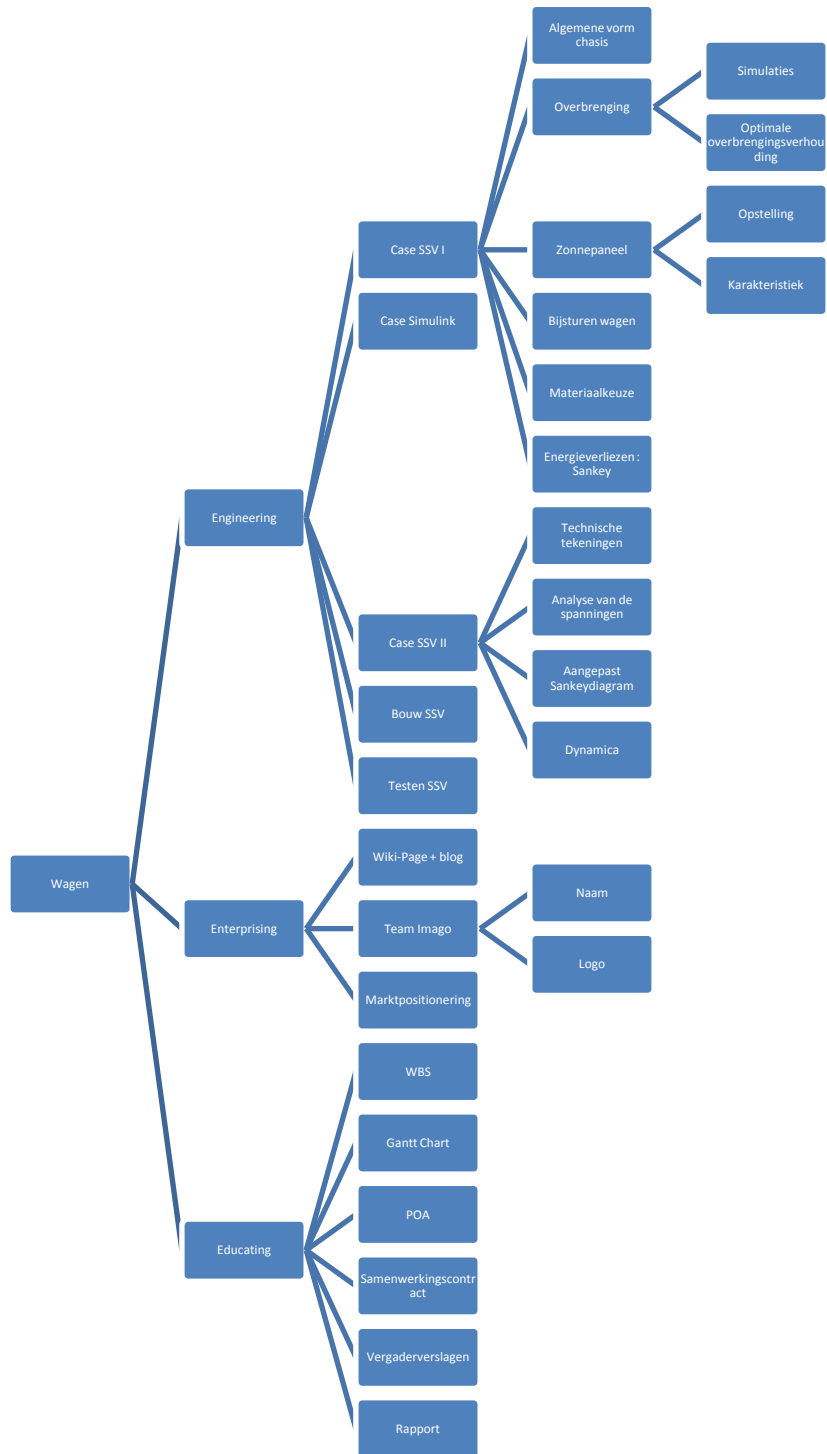 Algemene vorm
chasis
Overbrenging
Simulaties
Optimale
overbrengingsverhou
ding
Case SSV I
Zonnepaneel
Opstelling
Karakteristiek
Case Simulink
Bijsturen wagen
Materiaalkeuze
Energieverliezen :
Sankey
Engineering
Technische
tekeningen
Analyse van de
spanningen
Case SSV II
Aangepast
Sankeydiagram
Bouw SSV
Dynamica
Testen SSV
Wagen
Wiki-Page + blog
Enterprising
Team Imago
Naam
Logo
Marktpositionering
WBS
Gantt Chart
POA
Educating
Samenwerkingscontr
act
Vergaderverslagen
Rapport